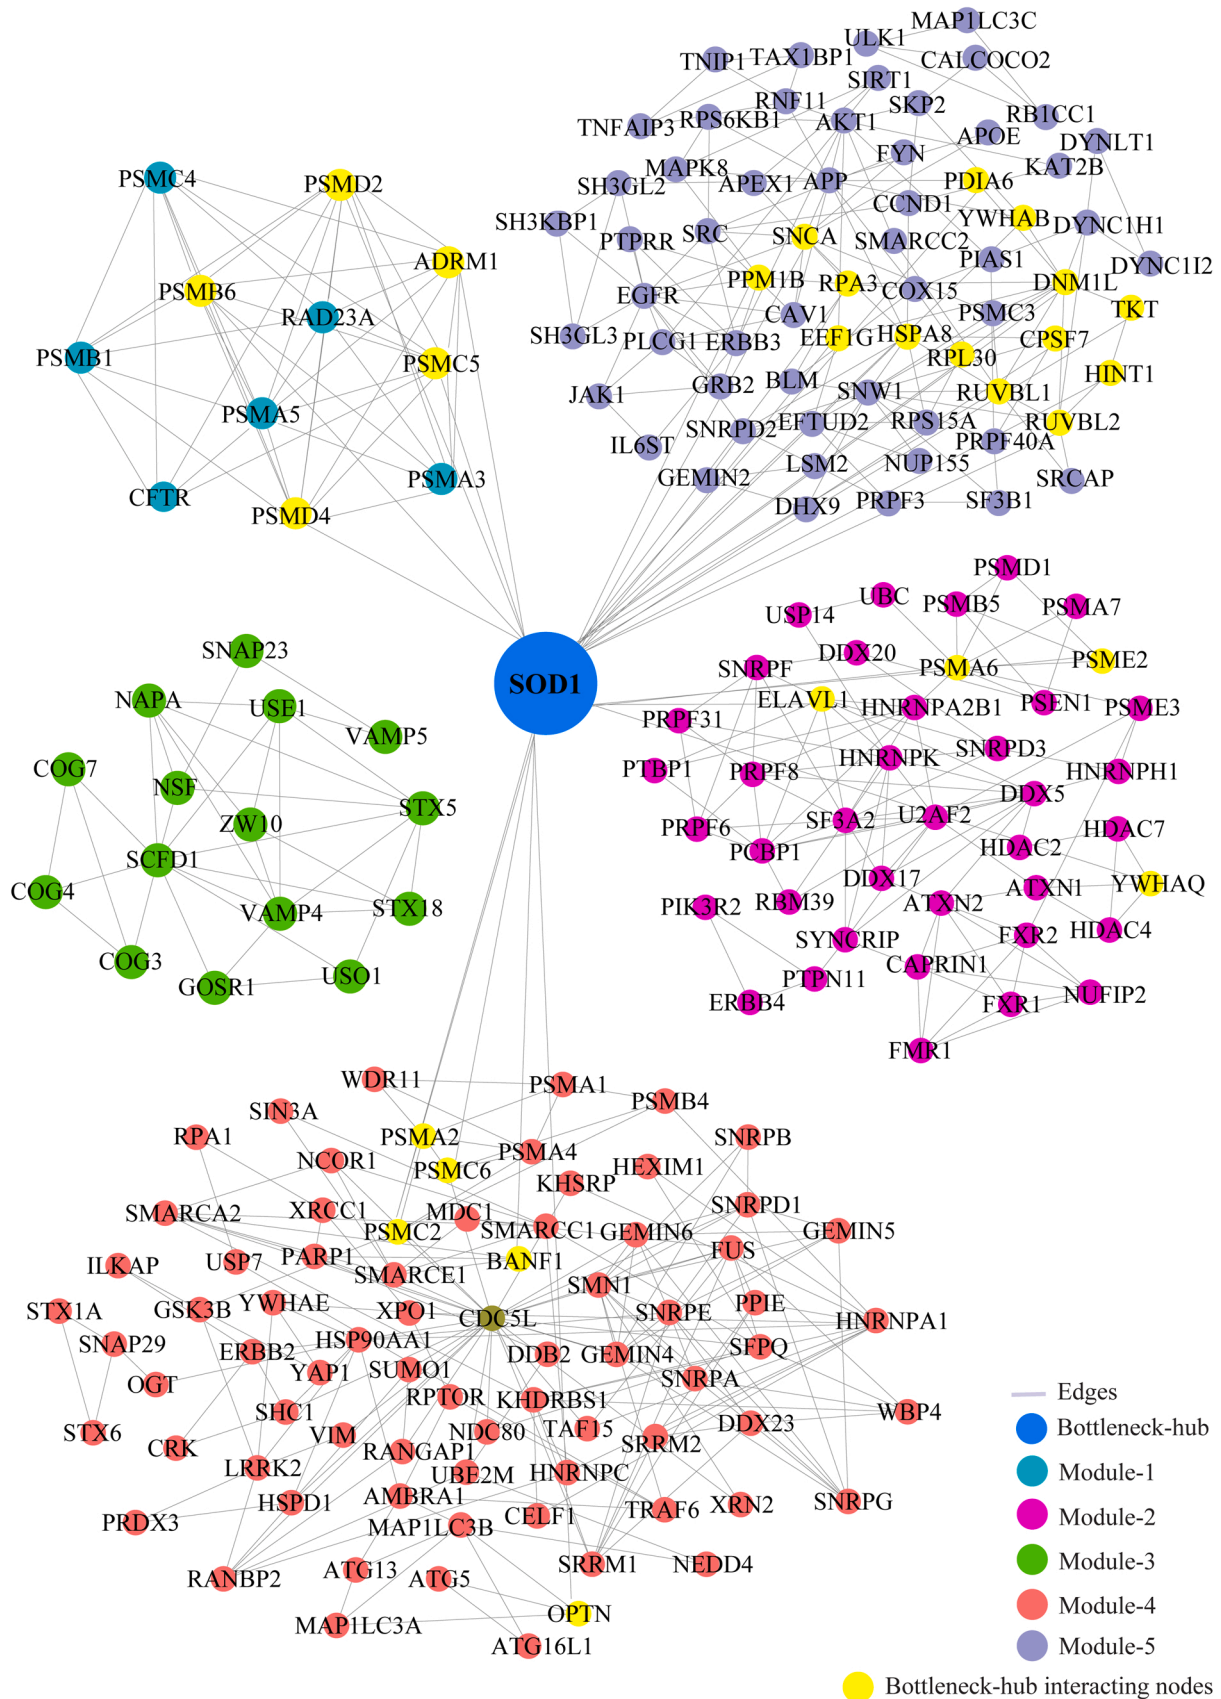 MAP1LC3C
ULK1
TNIP1
TAX1BP1
CALCOCO2
SIRT1
RNF11
SKP2
TNFAIP3
RPS6KB1
AKT1
RB1CC1
APOE
DYNLT1
FYN
MAPK8
KAT2B
PSMC4
PSMD2
SH3GL2
APEX1
APP
PDIA6
CCND1
SH3KBP1
YWHAB
DYNC1H1
PTPRR
SRC
SNCA
SMARCC2
ADRM1
PIAS1
DYNC1I2
PSMB6
PPM1B
RPA3
DNM1L
EGFR
COX15
RAD23A
CAV1
PSMC3
TKT
SH3GL3
PLCG1
ERBB3
EEF1G
HSPA8
CPSF7
PSMB1
PSMC5
RPL30
HINT1
JAK1
GRB2
BLM
SNW1
RUVBL1
PSMA5
SNRPD2
EFTUD2
RPS15A
RUVBL2
IL6ST
PRPF40A
PSMA3
GEMIN2
LSM2
NUP155
SRCAP
CFTR
PSMD4
DHX9
PRPF3
SF3B1
PSMD1
UBC
USP14
PSMB5
PSMA7
SNAP23
DDX20
SNRPF
PSMA6
PSME2
SOD1
NAPA
USE1
ELAVL1
HNRNPA2B1
PSEN1
PSME3
PRPF31
VAMP5
SNRPD3
COG7
NSF
PTBP1
PRPF8
HNRNPK
HNRNPH1
STX5
DDX5
ZW10
PRPF6
SF3A2
U2AF2
HDAC7
SCFD1
PCBP1
HDAC2
COG4
DDX17
ATXN1
YWHAQ
VAMP4
STX18
PIK3R2
RBM39
ATXN2
SYNCRIP
FXR2
HDAC4
COG3
GOSR1
USO1
CAPRIN1
PTPN11
ERBB4
FXR1
NUFIP2
FMR1
WDR11
PSMA1
PSMB4
SIN3A
RPA1
PSMA2
SNRPB
NCOR1
PSMA4
PSMC6
HEXIM1
KHSRP
SMARCA2
XRCC1
MDC1
SNRPD1
PSMC2
SMARCC1
GEMIN6
GEMIN5
ILKAP
USP7
PARP1
BANF1
FUS
SMARCE1
SMN1
STX1A
GSK3B
YWHAE
XPO1
CDC5L
SNRPE
PPIE
HNRNPA1
SNAP29
ERBB2
HSP90AA1
DDB2
GEMIN4
SFPQ
OGT
YAP1
SUMO1
SNRPA
RPTOR
KHDRBS1
Edges
STX6
SHC1
WBP4
CRK
VIM
NDC80
TAF15
DDX23
Bottleneck-hub
RANGAP1
SRRM2
LRRK2
UBE2M
HNRNPC
Module-1
HSPD1
AMBRA1
SNRPG
PRDX3
MAP1LC3B
CELF1
TRAF6
XRN2
Module-2
RANBP2
ATG13
ATG5
SRRM1
NEDD4
Module-3
MAP1LC3A
OPTN
Module-4
ATG16L1
Module-5
Bottleneck-hub interacting nodes